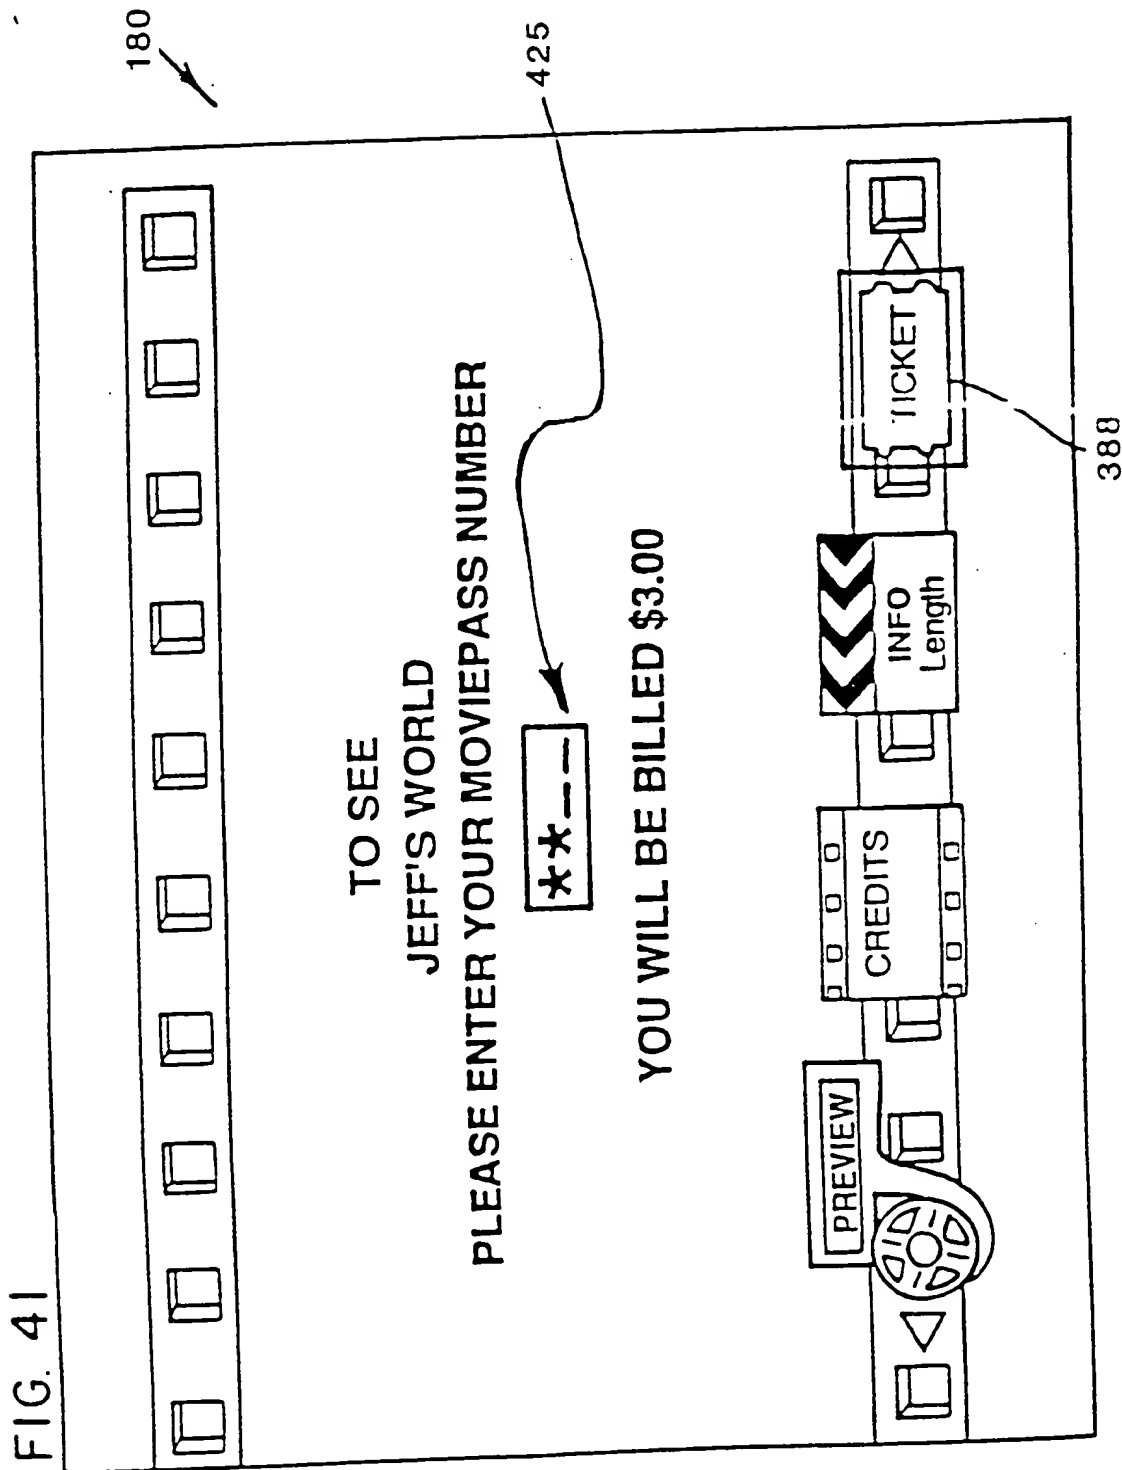 FIG. 41
180
TO SEE
JEFF'S WORLD
PLEASE ENTER YOUR MOVIEPASS NUMBER
425
**__
YOU WILL BE BILLED $3.00
PREVIEW
CREDITS
INFO
Length
TICKET
388